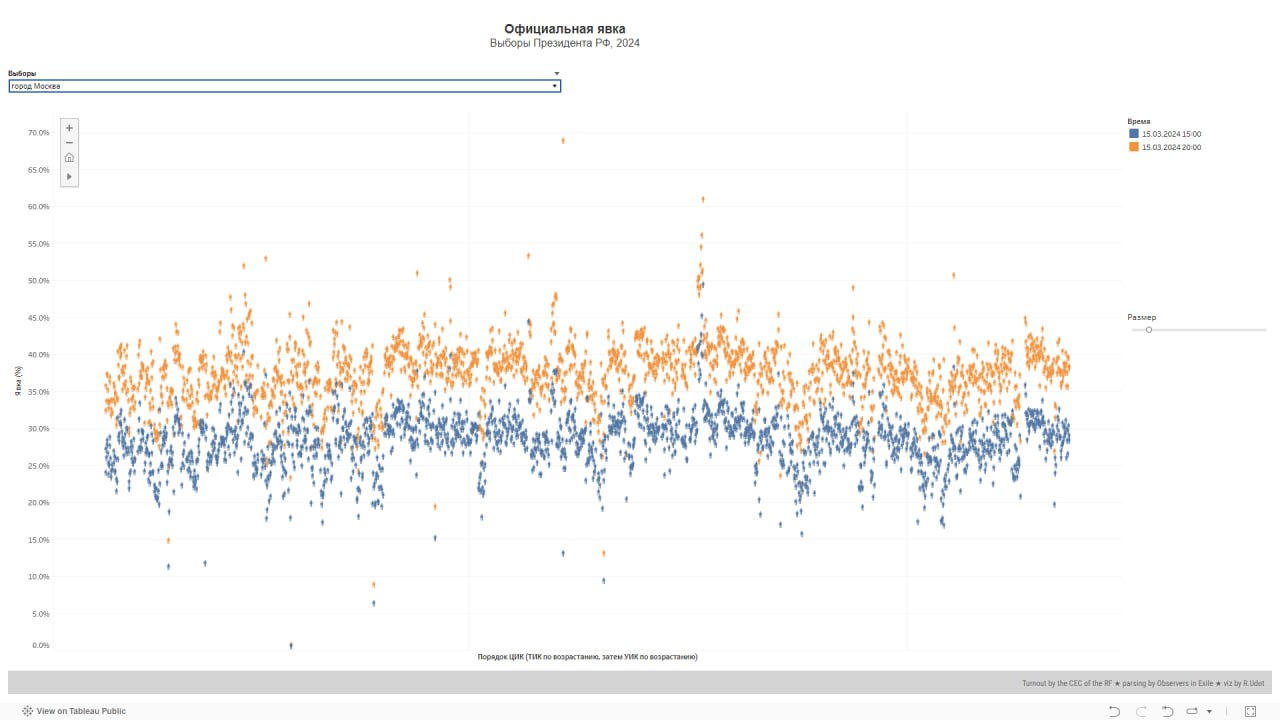 Официальная явка
Выборы Президента РФ, 2024
Выборы
город Москва
Время
15.03.2024 15:00
15.03.2024 20:00
Размер
Явка (%)
70.0%
65.0%
60.0%
55.0%
50.0%
45.0%
40.0%
35.0%
30.0%
25.0%
20.0%
15.0%
10.0%
5.0%
0.0%
Порядок ЦИК (ТИК по возрастанию, затем УИК по возрастанию)
Turnout by the CEC of the RF ★ parsing by Observers in Exile ★ viz by R.Udot
View on Tableau Public